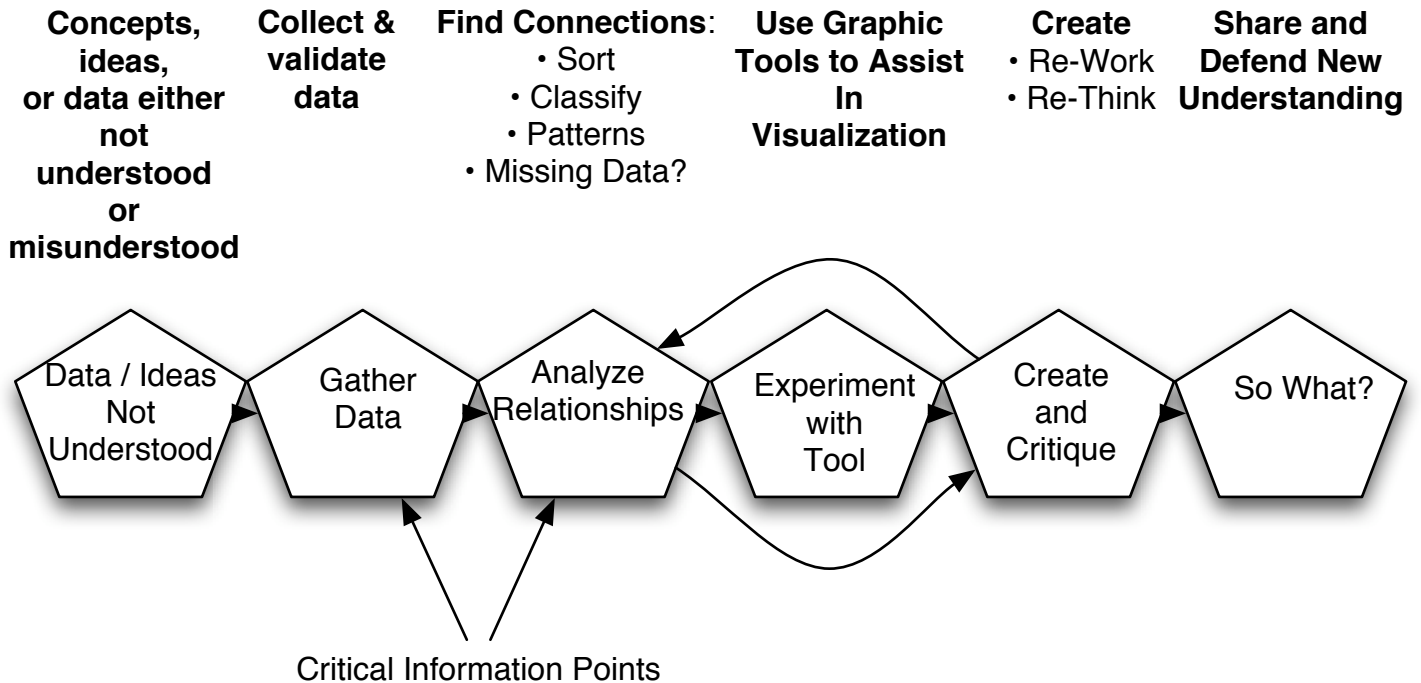 Concepts,
ideas,
or data either
not
understood
or
misunderstood
Collect &
validate
data
Find Connections:
• Sort
• Classify
• Patterns
• Missing Data?
Use Graphic
Tools to Assist
In
Visualization
Create
• Re-Work
• Re-Think
Share and
Defend New
Understanding
Data / Ideas
Not
Understood
Gather
Data
Analyze
Relationships
Experiment
with
Tool
Create
and
Critique
So What?
Critical Information Points